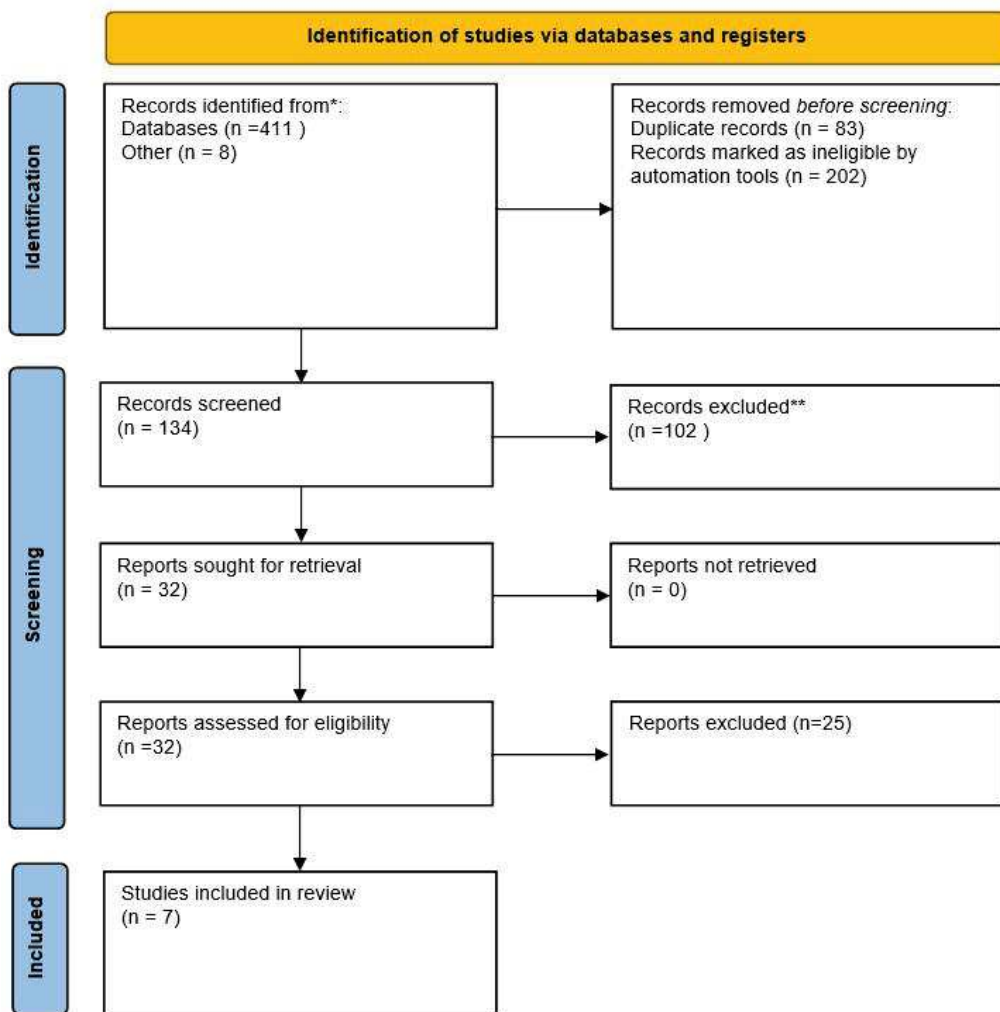 Identification of studies via databases and registers
Identification
Records identified from*:
Databases (n =411 )
Other (n = 8)
Records removed before screening:
Duplicate records (n = 83)
Records marked as ineligible by
automation tools (n = 202)
Screening
Records screened
(n = 134)
Records excluded**
(n =102 )
Reports sought for retrieval
(n = 32)
Reports not retrieved
(n = 0)
Reports assessed for eligibility
(n =32)
Reports excluded (n=25)
Included
Studies included in review
(n = 7)